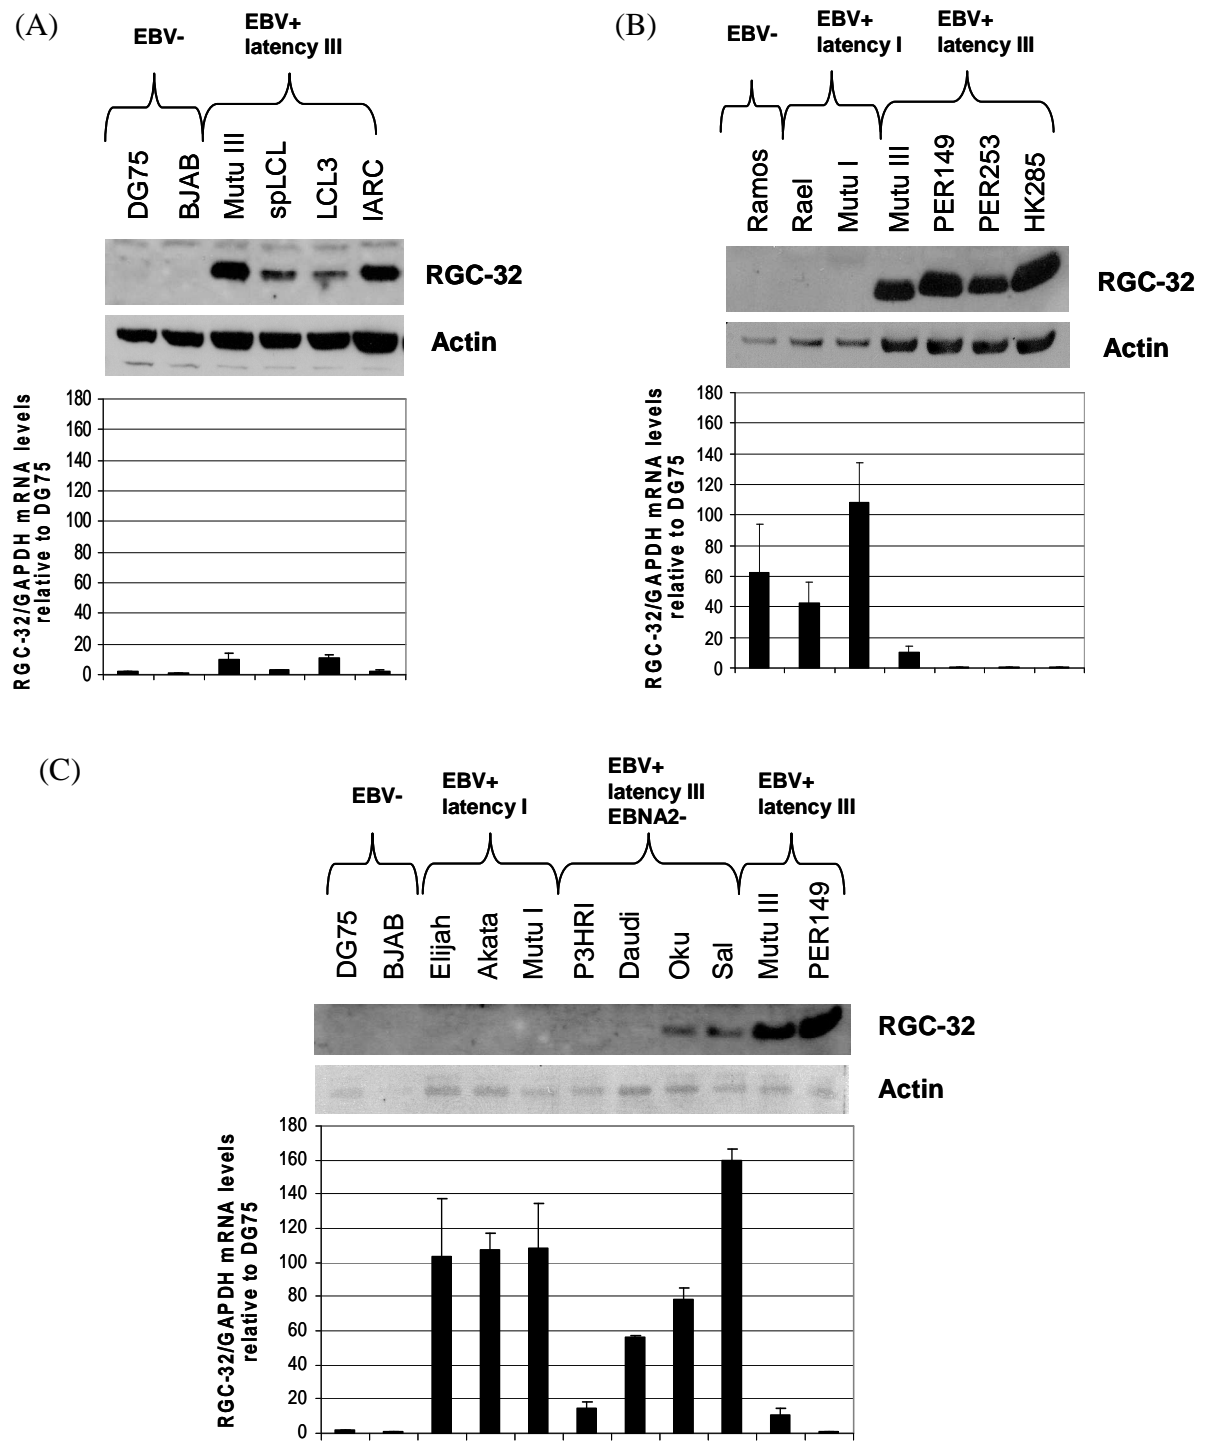 (A)
EBV-
EBV+
latency III
DG75
BJAB
Mutu III
spLCL
LCL3
IARC
RGC-32
Actin
RGC-32/GAPDH mRNA levels
relative to DG75
180
160
140
120
100
80
60
40
20
0
(B)
EBV-
EBV+
latency I
EBV+
latency III
Ramos
Rael
Mutu I
Mutu III
PER149
PER253
HK285
RGC-32
Actin
RGC-32/GAPDH mRNA levels
relative to DG75
180
160
140
120
100
80
60
40
20
0
(C)
EBV-
EBV+
latency I
EBV+
latency III
EBNA2-
EBV+
latency III
DG75
BJAB
Elijah
Akata
Mutu I
P3HRI
Daudi
Oku
Sal
Mutu III
PER149
RGC-32
Actin
RGC-32/GAPDH mRNA levels
relative to DG75
180
160
140
120
100
80
60
40
20
0